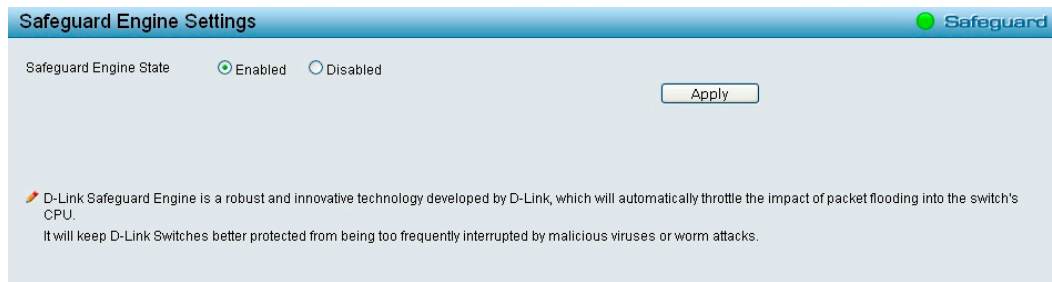 Safeguard Engine Settings
Safeguard
Safeguard Engine State Enabled Disabled
Apply
D-Link Safeguard Engine is a robust and innovative technology developed by D-Link, which will automatically throttle the impact of packet flooding into the switch's
CPU.
It will keep D-Link Switches better protected from being too frequently interrupted by malicious viruses or worm attacks.